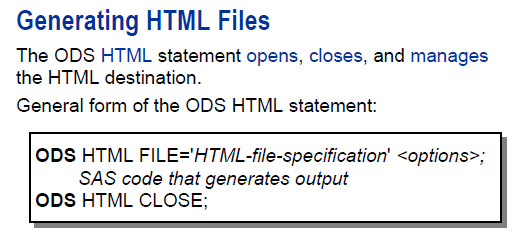 Generating HTML Files
The ODS HTML statement opens, closes, and manages
the HTML destination.
General form of the ODS HTML statement:
ODS HTML FILE='HTML-file-specification' <options>;
SAS code that generates output
ODS HTML CLOSE;